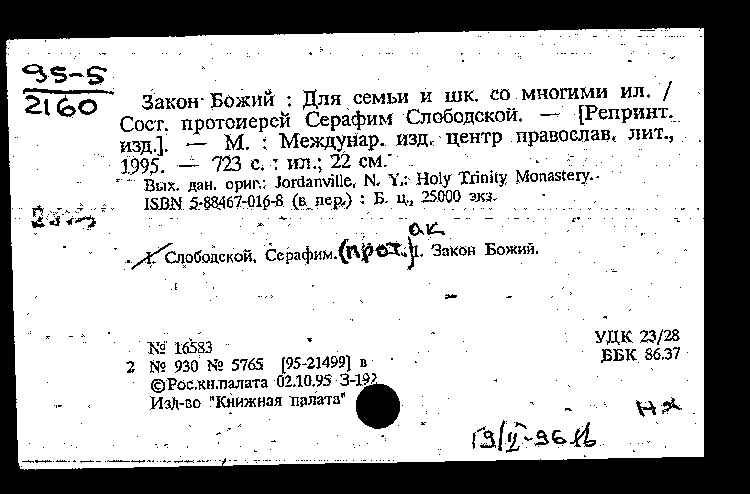 95-5
2160
Закон Божий : Для семьи и шк. со многими ил. /
Сост. протоиерей Серафим Слободской. — [Репринт.
изд.]. — М. : Междунар. изд. центр православ. лит.,
1995. — 723 с. : ил.; 22 см.
Вых. дан. ориг.: Jordanville, N. Y.: Holy Trinity Monastery.
ISBN 5-88467-016-8 (в пер.) : Б. ц., 25000 экз.
ак
I. Слободской, Серафим. (прот.) 1. Закон Божий.
№ 16583
УДК 23/28
2 № 930 № 5765 [95-21499] в
ББК 86.37
©Рос.кн.палата 02.10.95 З-192
Изд-во "Книжная палата"
19/II-96